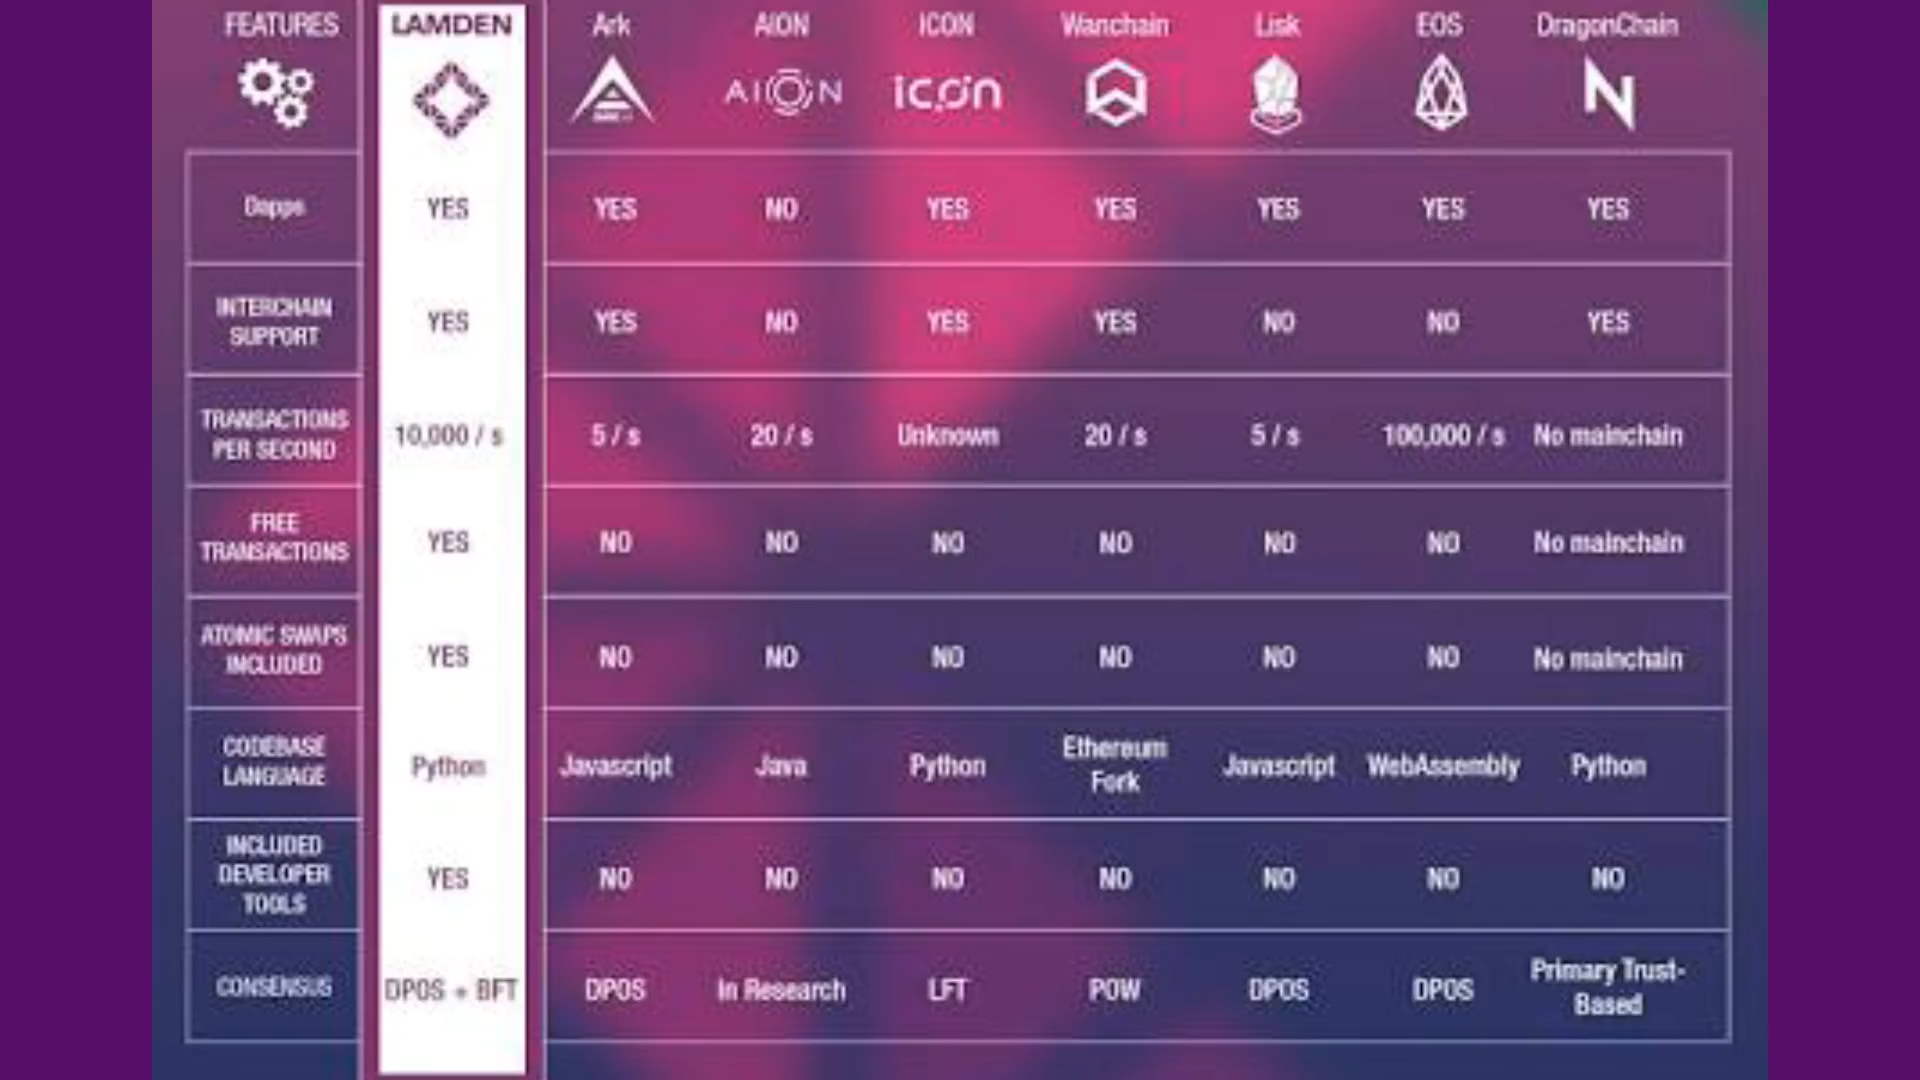 FEATURES LAMDEN Ark AION ICON Wanchain Lisk EOS DragonChain
AION icon
Dapps YES YES NO YES YES YES YES YES
INTERCHAIN
SUPPORT YES YES NO YES YES NO NO YES
TRANSACTIONS
PER SECOND 10,000 / s 5 / s 20 / s Unknown 20 / s 5 / s 100,000 / s No mainchain
FREE
TRANSACTIONS YES NO NO NO NO NO NO No mainchain
ATOMIC SWAPS
INCLUDED YES NO NO NO NO NO NO No mainchain
CODEBASE
LANGUAGE Python Javascript Java Python Ethereum
Fork Javascript WebAssembly Python
INCLUDED
DEVELOPER
TOOLS YES NO NO NO NO NO NO NO
CONSENSUS DPOS + BFT DPOS In Research LFT POW DPOS DPOS Primary Trust-
Based